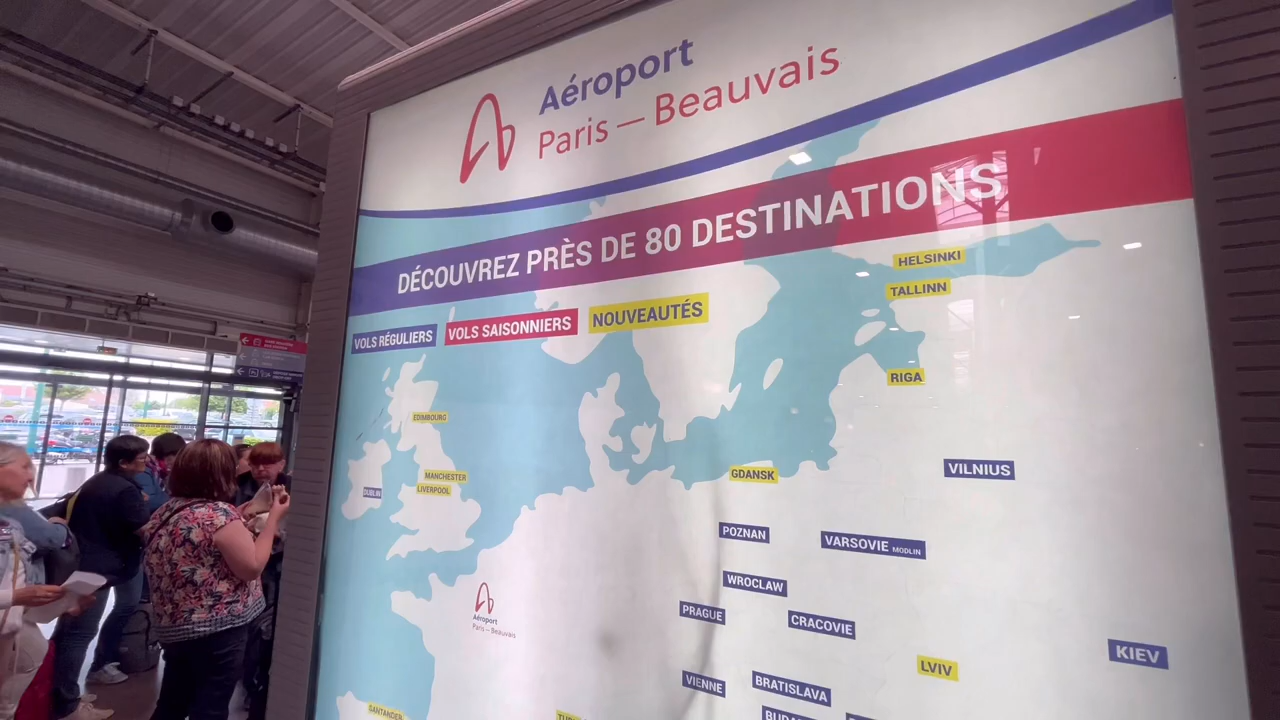 Aéroport
Paris — Beauvais
DÉCOUVREZ PRÈS DE 80 DESTINATIONS
VOLS RÉGULIERS
VOLS SAISONNIERS
NOUVEAUTÉS
HELSINKI
TALLINN
RIGA
EDIMBOURG
MANCHESTER
LIVERPOOL
DUBLIN
GDANSK
VILNIUS
POZNAN
VARSOVIE MODLIN
WROCLAW
PRAGUE
CRACOVIE
Aéroport
Paris — Beauvais
KIEV
LVIV
VIENNE
BRATISLAVA
SANTANDER